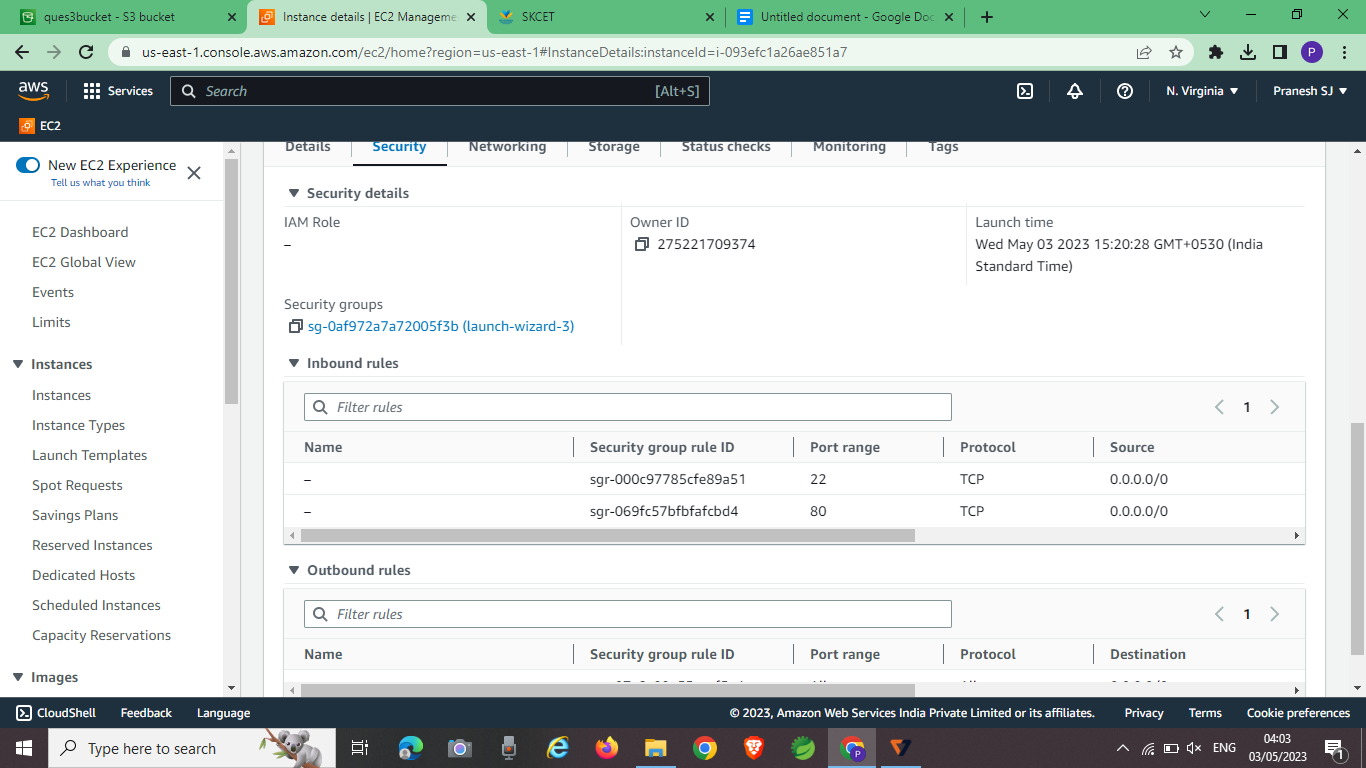 ques3bucket - S3 bucket
Instance details | EC2 Manageme
SKCET
Untitled document - Google Doc
us-east-1.console.aws.amazon.com/ec2/home?region=us-east-1#InstanceDetails:instanceId=i-093efc1a26ae851a7
P
aws
Services
Search
[Alt+S]
N. Virginia
Pranesh SJ
EC2
New EC2 Experience
Tell us what you think
EC2 Dashboard
EC2 Global View
Events
Limits
Instances
Instances
Instance Types
Launch Templates
Spot Requests
Savings Plans
Reserved Instances
Dedicated Hosts
Scheduled Instances
Capacity Reservations
Images
Details Security Networking Storage Status checks Monitoring Tags
Security details
IAM Role
–
Owner ID
275221709374
Launch time
Wed May 03 2023 15:20:28 GMT+0530 (India
Standard Time)
Security groups
sg-0af972a7a72005f3b (launch-wizard-3)
Inbound rules
Filter rules
1
Name Security group rule ID Port range Protocol Source
– sgr-000c97785cfe89a51 22 TCP 0.0.0.0/0
– sgr-069fc57bfbfafcbd4 80 TCP 0.0.0.0/0
Outbound rules
Filter rules
1
Name Security group rule ID Port range Protocol Destination
CloudShell Feedback Language
© 2023, Amazon Web Services India Private Limited or its affiliates. Privacy Terms Cookie preferences
Type here to search
ENG
04:03
03/05/2023
1